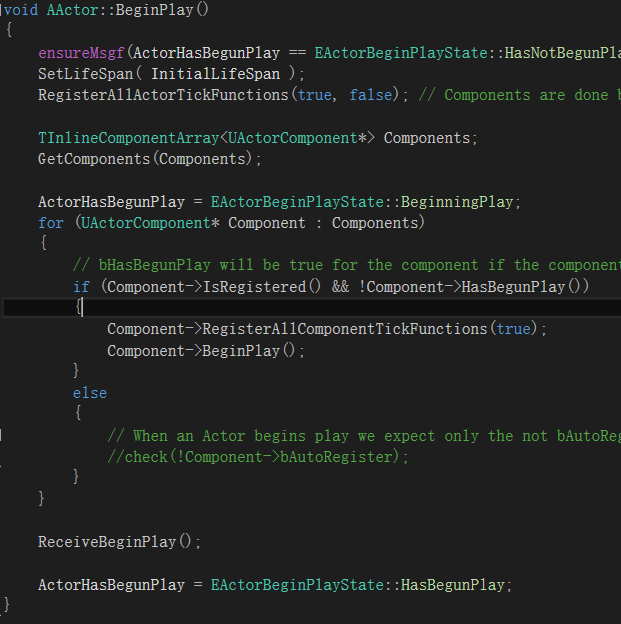 void AActor::BeginPlay()
{
ensureMsgf(ActorHasBegunPlay == EActorBeginPlayState::HasNotBegunPla
SetLifeSpan( InitialLifeSpan );
RegisterAllActorTickFunctions(true, false); // Components are done b
TInlineComponentArray<UActorComponent*> Components;
GetComponents(Components);
ActorHasBegunPlay = EActorBeginPlayState::BeginningPlay;
for (UActorComponent* Component : Components)
{
// bHasBegunPlay will be true for the component if the component
if (Component->IsRegistered() && !Component->HasBegunPlay())
{
Component->RegisterAllComponentTickFunctions(true);
Component->BeginPlay();
}
else
{
// When an Actor begins play we expect only the not bAutoReg
//check(!Component->bAutoRegister);
}
}
ReceiveBeginPlay();
ActorHasBegunPlay = EActorBeginPlayState::HasBegunPlay;
}